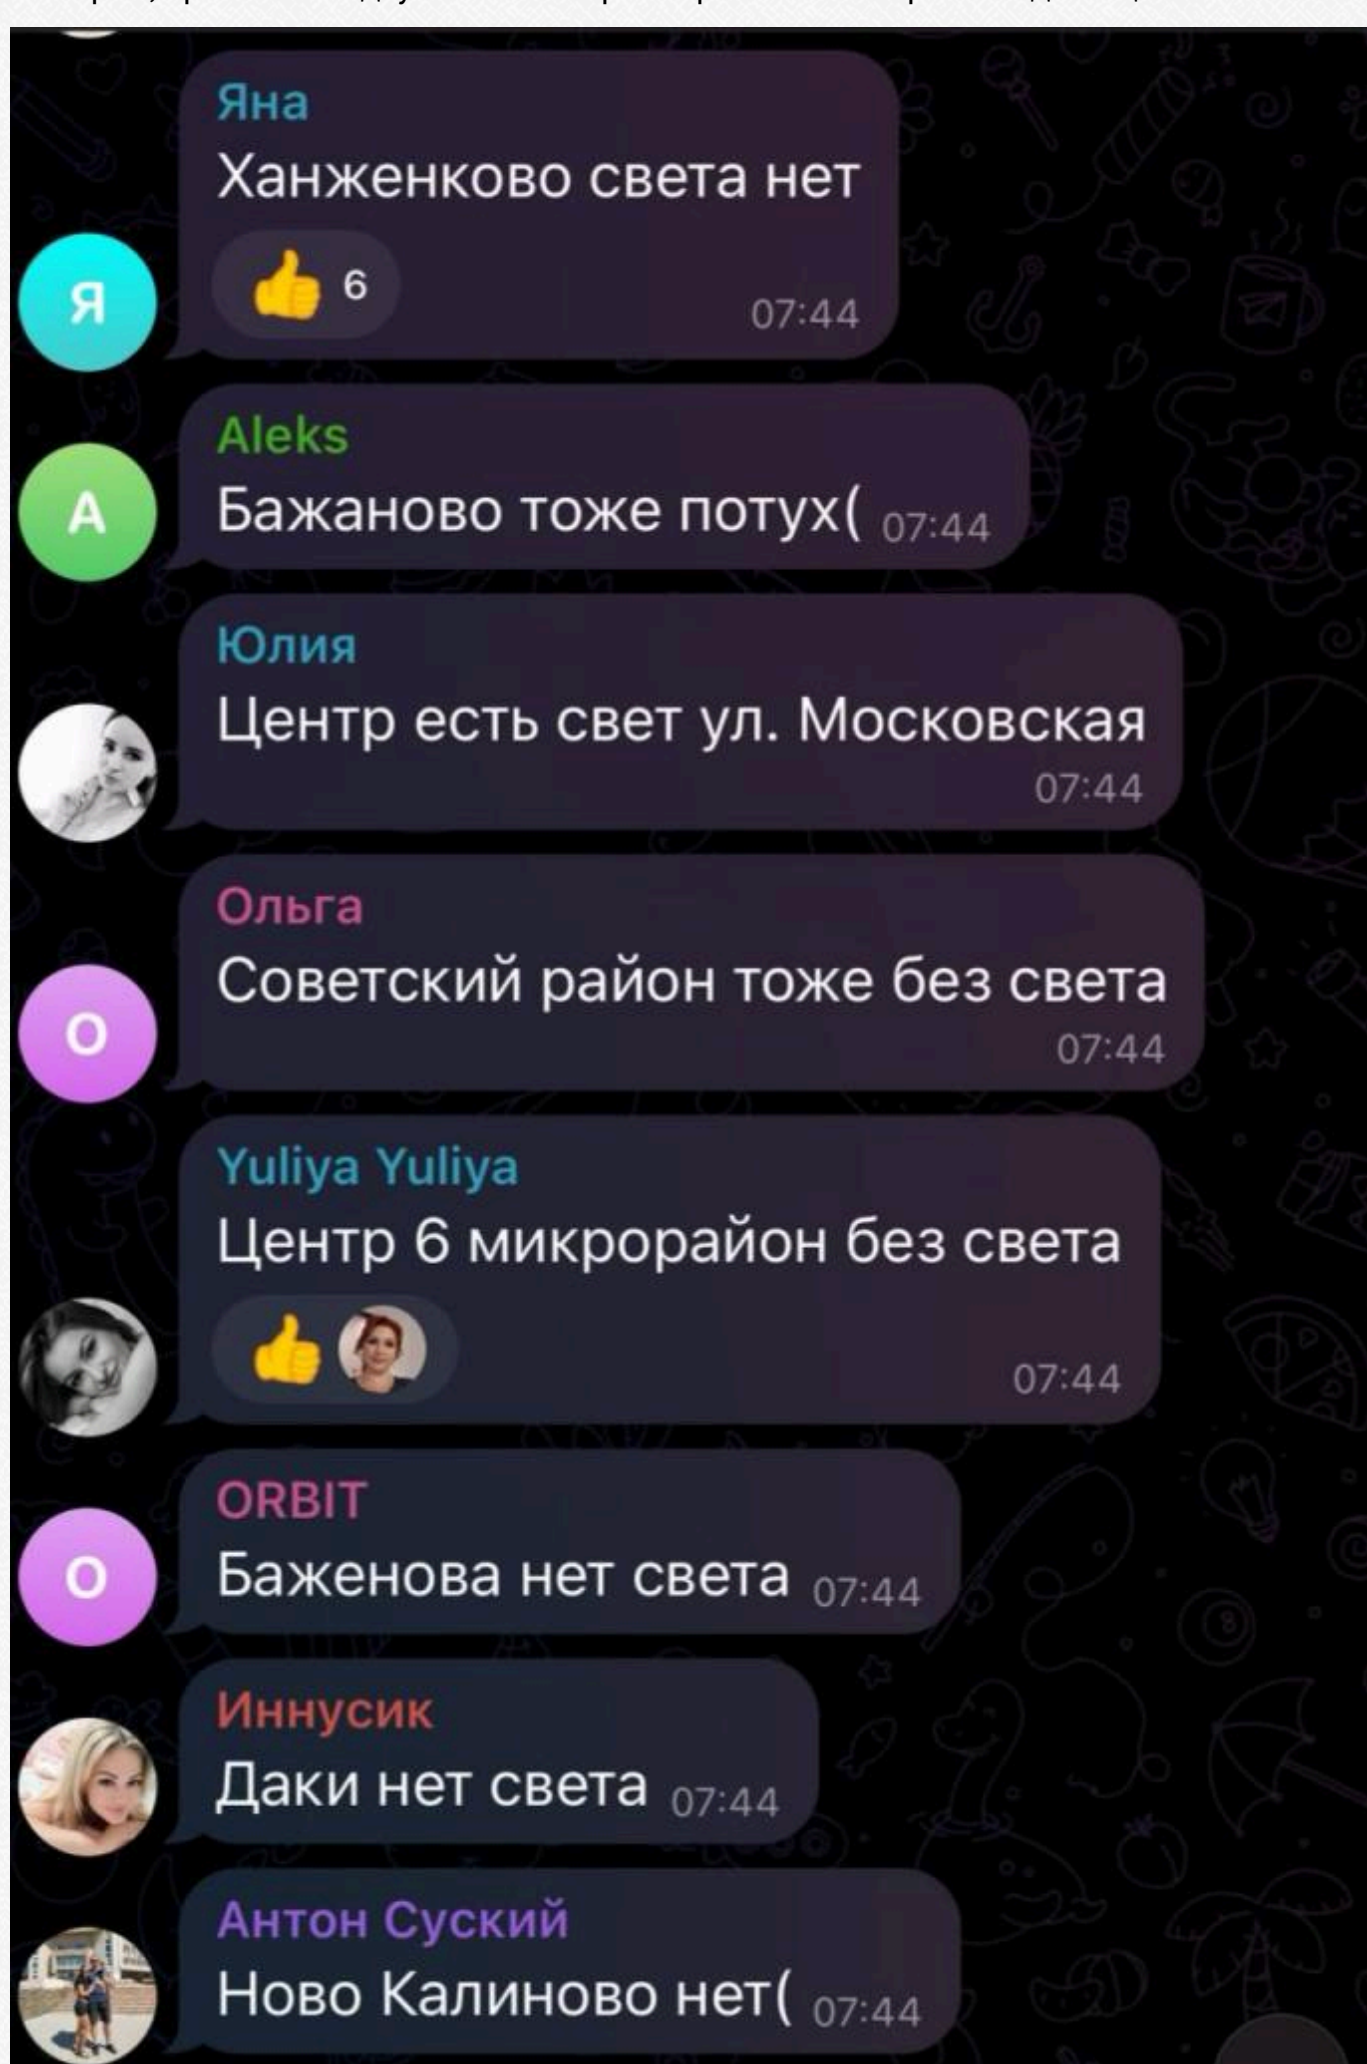 Яна
Ханженково света нет
👍 6
07:44
Я
Aleks
Бажаново тоже потух( 07:44
A
Юлия
Центр есть свет ул. Московская
07:44
Ольга
Советский район тоже без света
07:44
О
Yuliya Yuliya
Центр 6 микрорайон без света
👍
07:44
ORBIT
Баженова нет света 07:44
O
Иннусик
Даки нет света 07:44
Антон Суский
Ново Калиново нет( 07:44